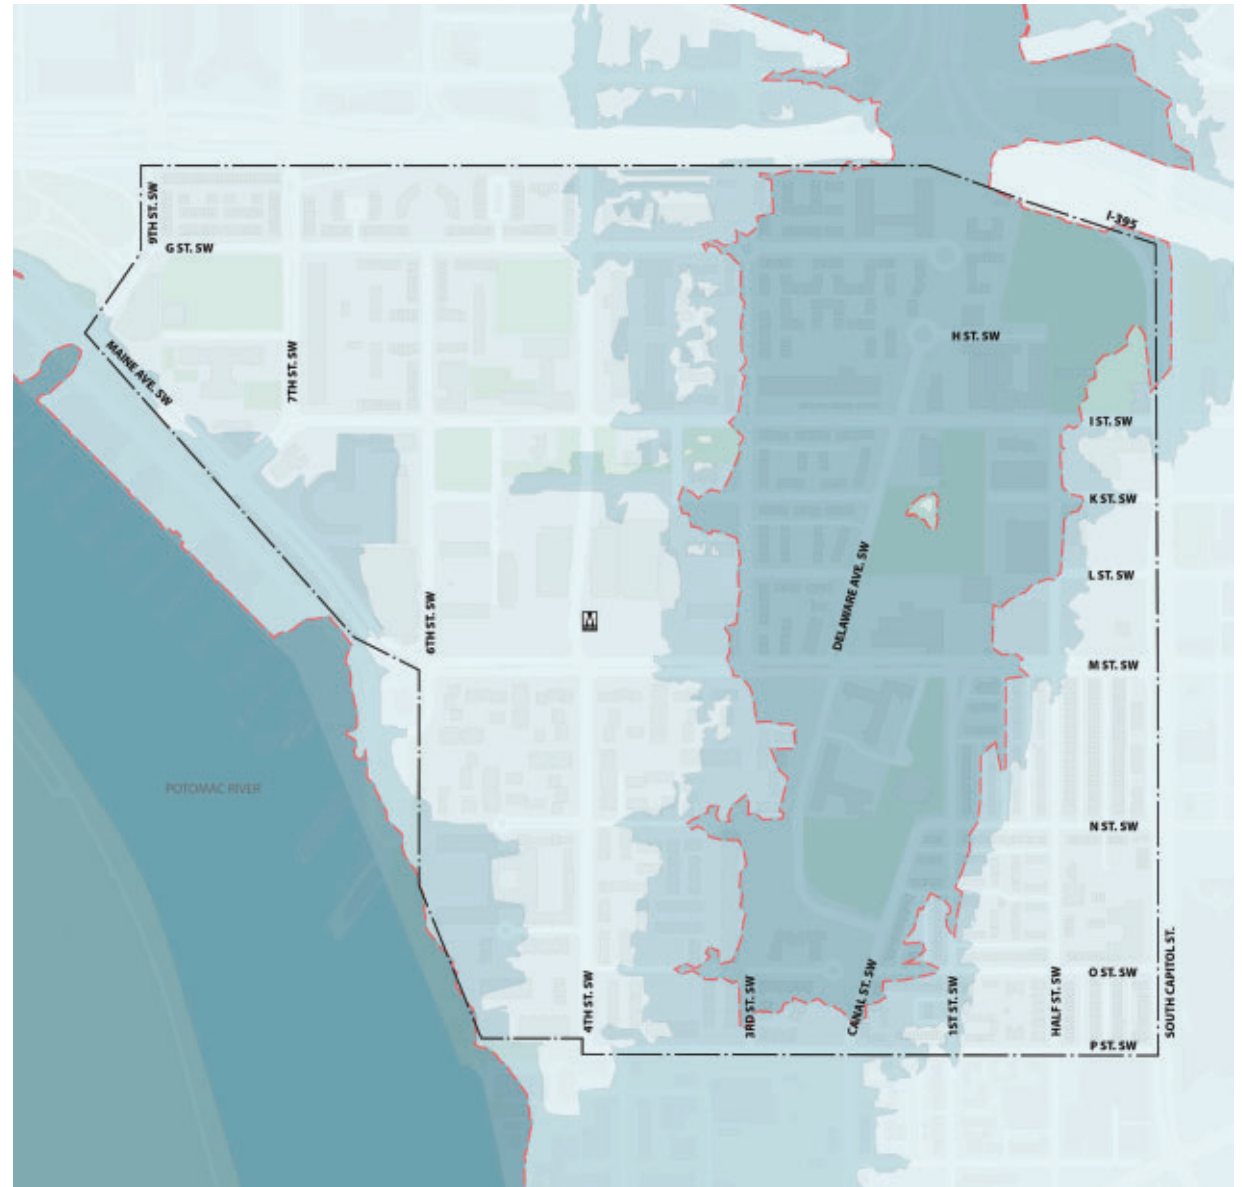 I-395
9TH ST. SW
G ST. SW
H ST. SW
MAINE AVE. SW
7TH ST. SW
I ST. SW
K ST. SW
L ST. SW
DELAWARE AVE. SW
6TH ST. SW
M ST. SW
POTOMAC RIVER
N ST. SW
O ST. SW
4TH ST. SW
3RD ST. SW
CANAL ST. SW
1ST ST. SW
HALF ST. SW
SOUTH CAPITOL ST.
P ST. SW